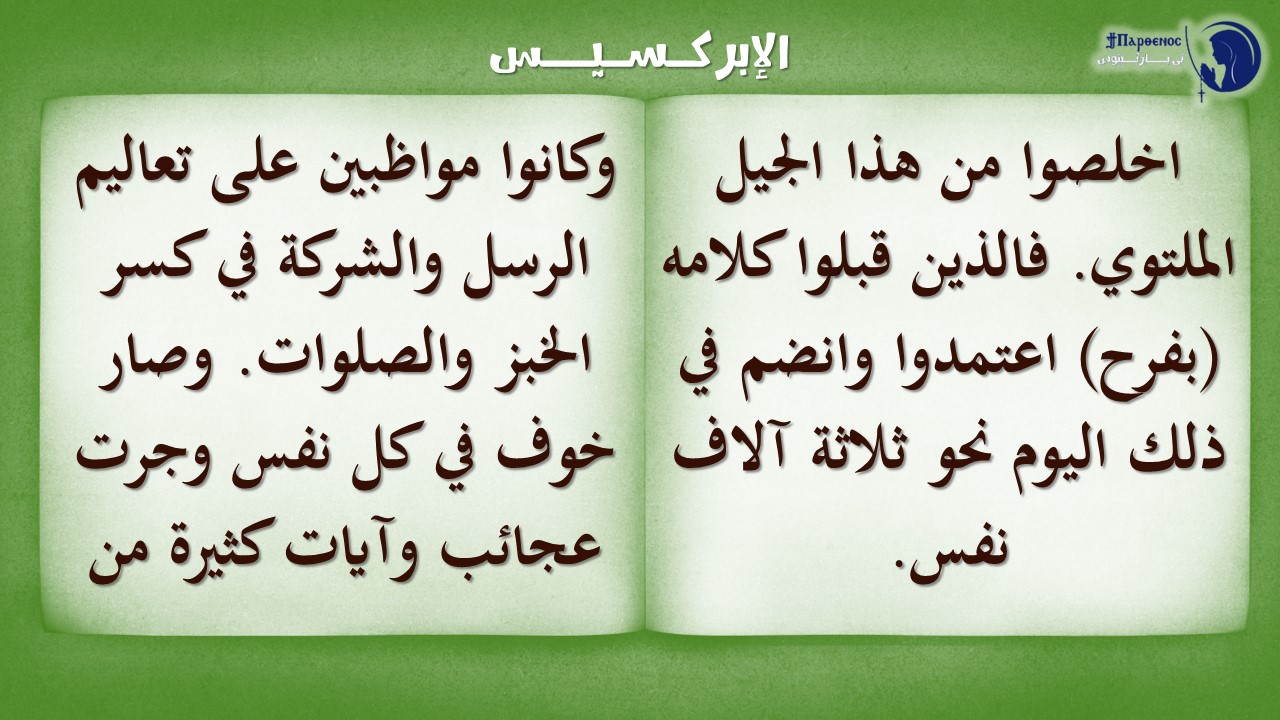 الإبركسيس
ϮΠαρθενος
بي بارثينوس
اخلصوا من هذا الجيل
الملتوي. فالذين قبلوا كلامه
(بفرح) اعتمدوا وانضم في
ذلك اليوم نحو ثلاثة آلاف
نفس.
وكانوا مواظبين على تعاليم
الرسل والشركة في كسر
الخبز والصلوات. وصار
خوف في كل نفس وجرت
عجائب وآيات كثيرة من